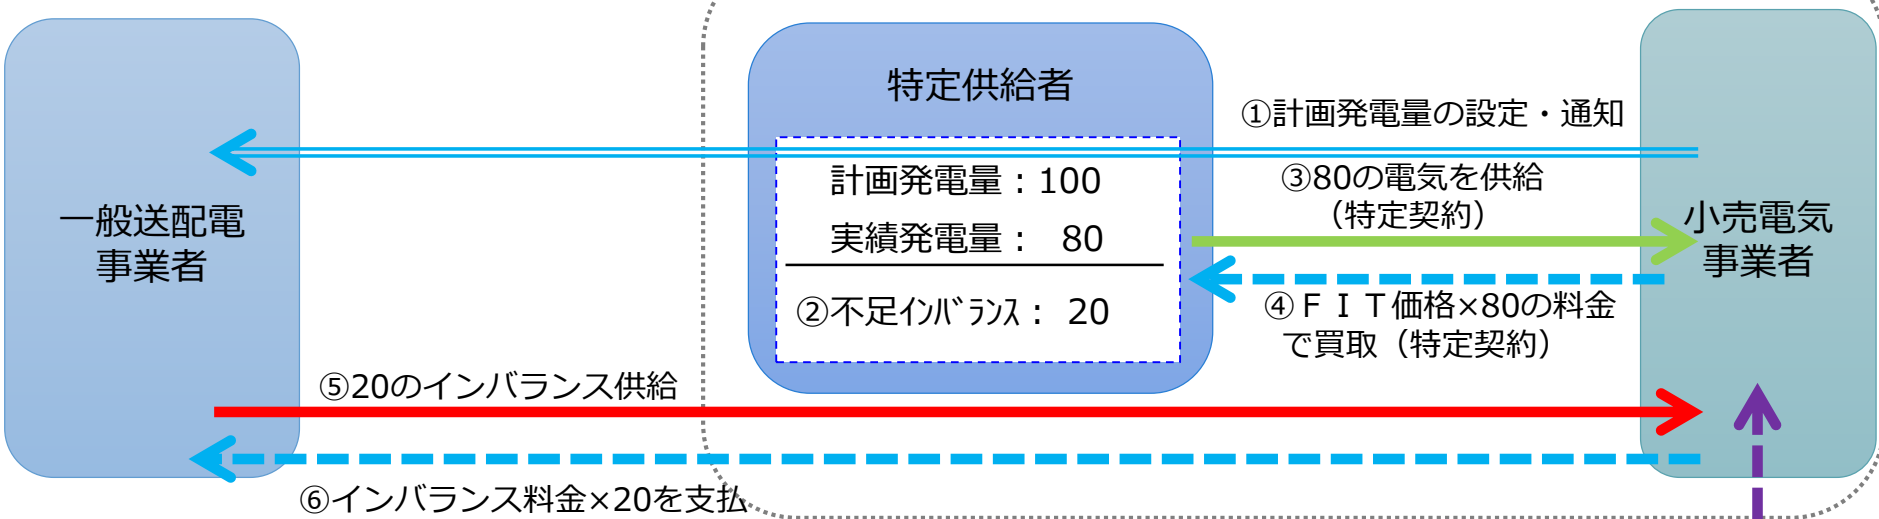 特定供給者
①計画発電量の設定・通知
計画発電量：100
実績発電量： 80
②不足ｲﾝﾊﾞﾗﾝｽ： 20
③80の電気を供給
（特定契約）
一般送配電
事業者
小売電気
事業者
④ＦＩＴ価格×80の料金
で買取（特定契約）
⑤20のインバランス供給
⑥インバランス料金×20を支払